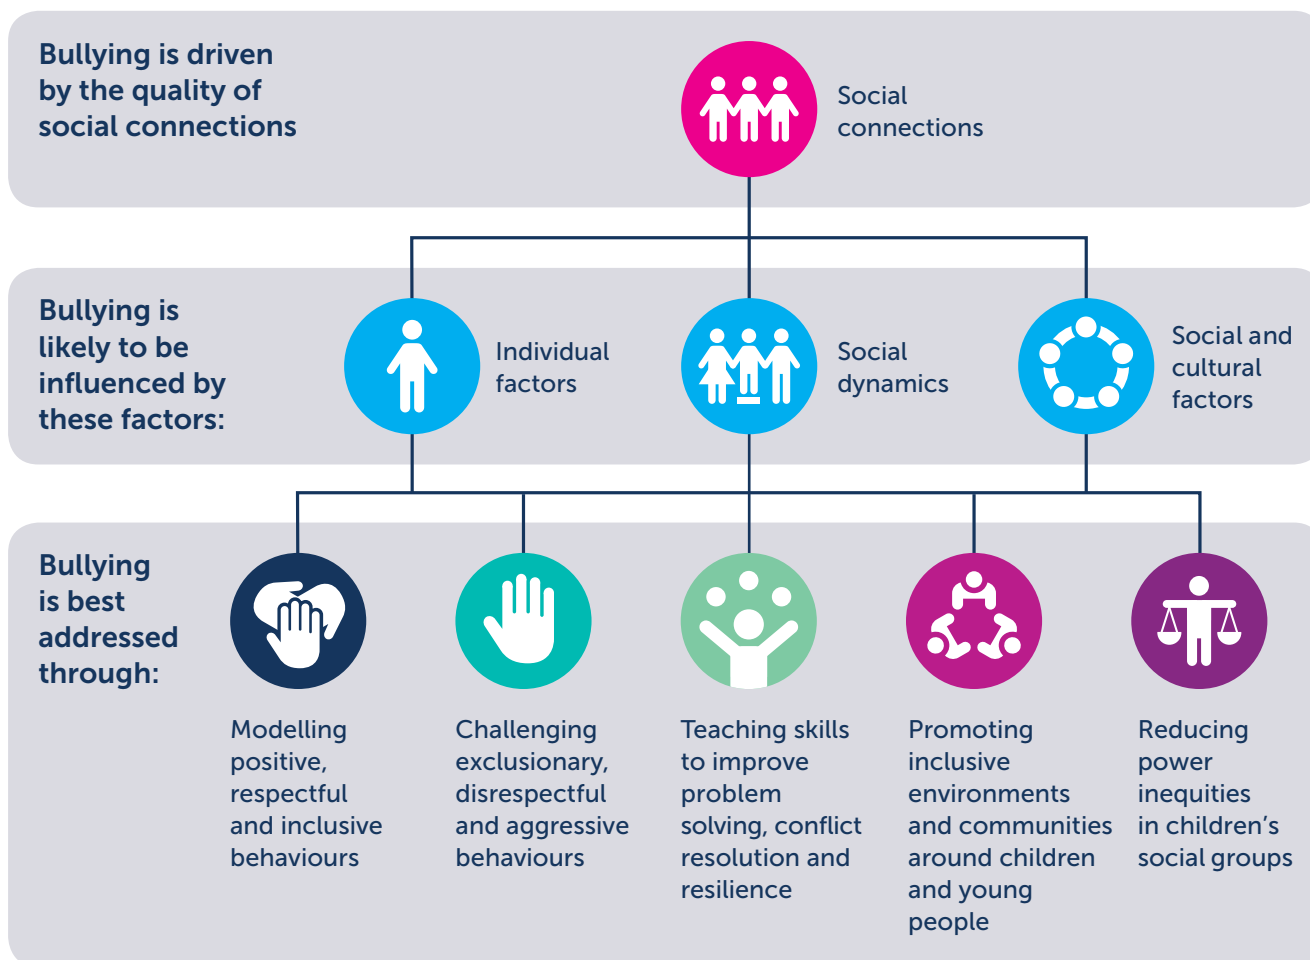 Bullying is driven
by the quality of
social connections
Social
connections
Bullying is
likely to be
influenced by
these factors:
Individual
factors
Social
dynamics
Social and
cultural
factors
Bullying
is best
addressed
through:
Modelling
positive,
respectful
and inclusive
behaviours
Challenging
exclusionary,
disrespectful
and aggressive
behaviours
Teaching skills
to improve
problem
solving, conflict
resolution and
resilience
Promoting
inclusive
environments
and communities
around children
and young
people
Reducing
power
inequities
in children’s
social groups